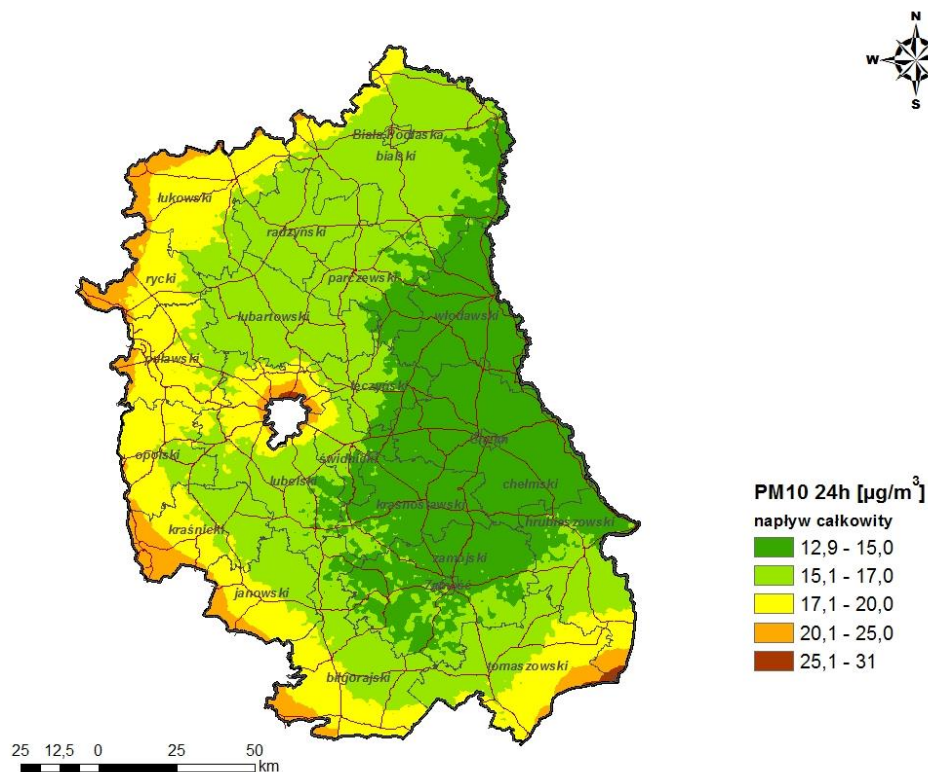 N
W
S
Biała Podlaska
bialski
łukowski
radzyński
rycki
parczewski
lubartowski
włodawski
puławski
łęczyński
Chełm
opolski
świdnicki
lubelski
chełmski
krasnostawski
kraśnicki
hrubieszowski
zamojski
Zamość
janowski
tomaszowski
biłgorajski
PM10 24h [µg/m³]
napływ całkowity
12,9 - 15,0
15,1 - 17,0
17,1 - 20,0
20,1 - 25,0
25,1 - 31
25 12,5 0 25 50
km